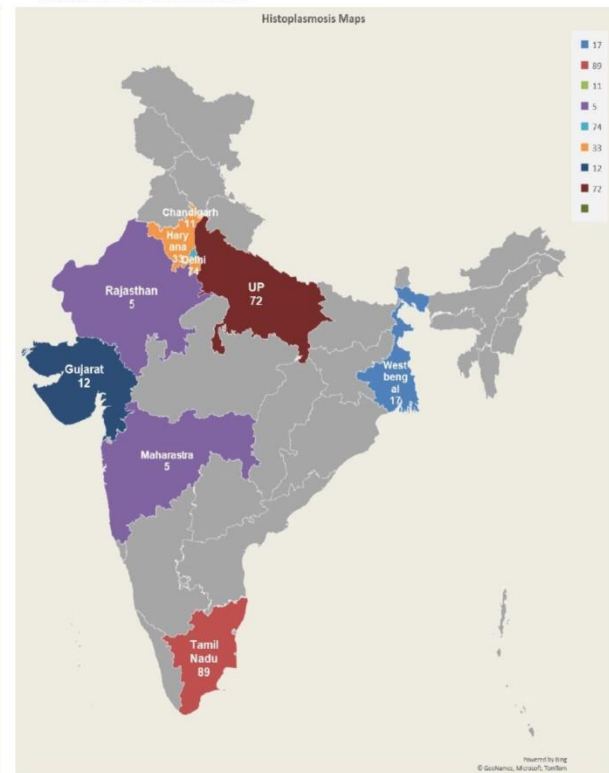 Histoplasmosis Maps
17
89
11
5
74
33
12
72
Chandigarh
11
Hary
ana
33
Delhi
74
Rajasthan
5
UP
72
Gujarat
12
West
beng
al
17
Maharastra
5
Tamil
Nadu
89
Powered by Bing
© GeoNames, Microsoft, TomTom